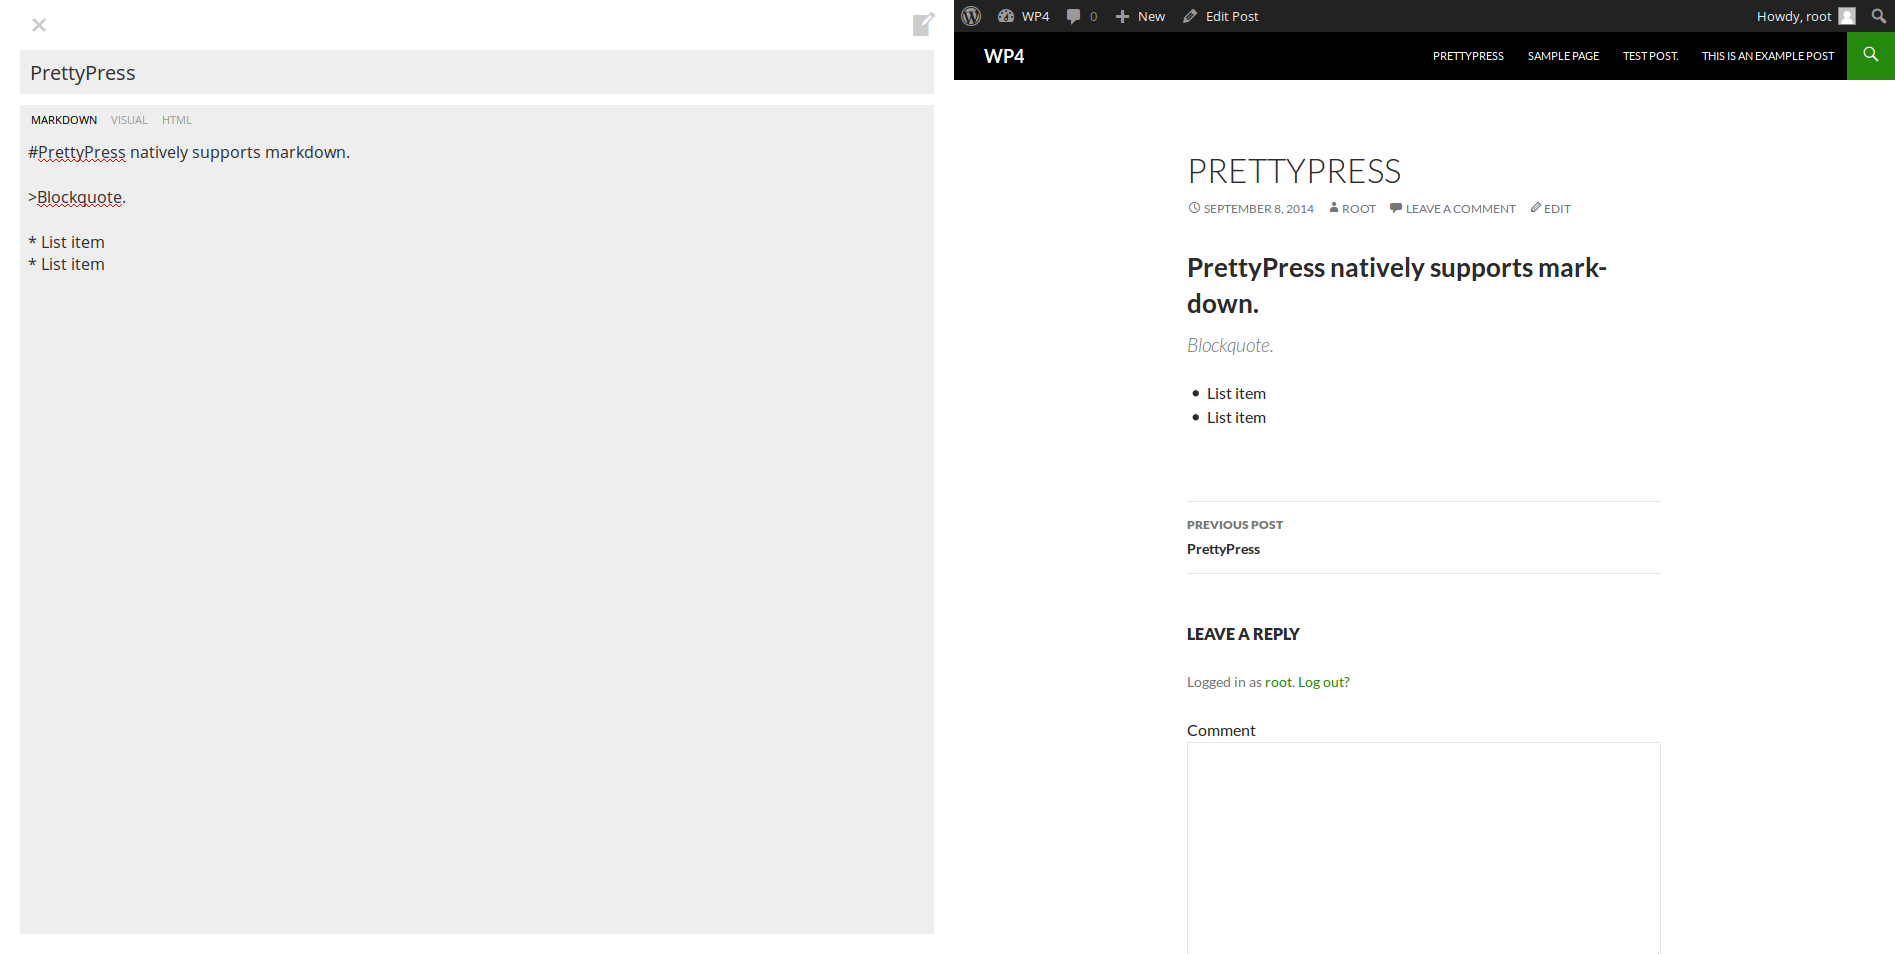 PrettyPress
MARKDOWN VISUAL HTML
#PrettyPress natively supports markdown.
>Blockquote.
* List item
* List item
WP4 0 New Edit Post Howdy, root
WP4 PRETTYPRESS SAMPLE PAGE TEST POST. THIS IS AN EXAMPLE POST
PRETTYPRESS
SEPTEMBER 8, 2014 ROOT LEAVE A COMMENT EDIT
PrettyPress natively supports mark-
down.
Blockquote.
• List item
• List item
PREVIOUS POST
PrettyPress
LEAVE A REPLY
Logged in as root. Log out?
Comment